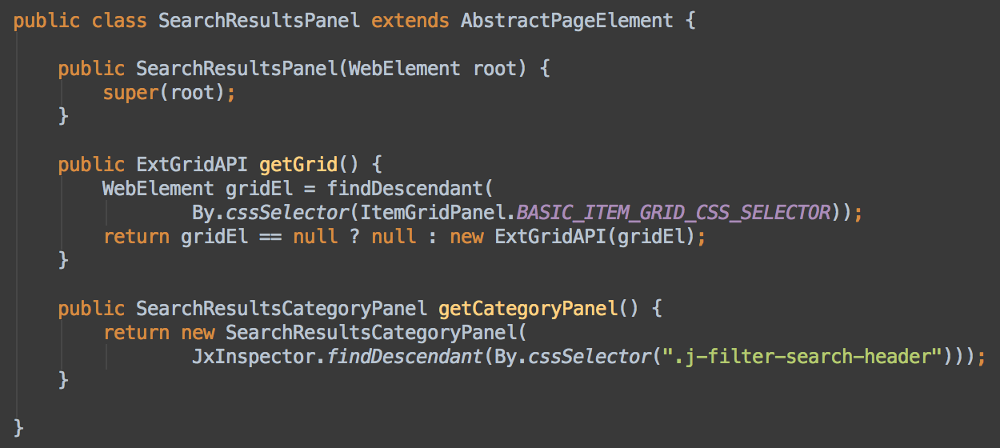 public class SearchResultsPanel extends AbstractPageElement {
public SearchResultsPanel(WebElement root) {
super(root);
}
public ExtGridAPI getGrid() {
WebElement gridEl = findDescendant(
By.cssSelector(ItemGridPanel.BASIC_ITEM_GRID_CSS_SELECTOR));
return gridEl == null ? null : new ExtGridAPI(gridEl);
}
public SearchResultsCategoryPanel getCategoryPanel() {
return new SearchResultsCategoryPanel(
JxInspector.findDescendant(By.cssSelector(".j-filter-search-header")));
}
}